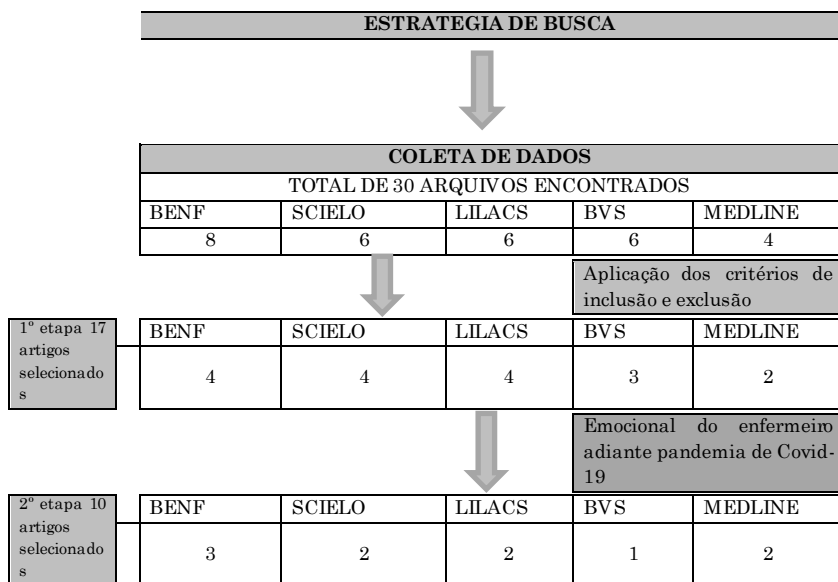 ESTRATEGIA DE BUSCA
COLETA DE DADOS
TOTAL DE 30 ARQUIVOS ENCONTRADOS
BENF SCIELO LILACS BVS MEDLINE
8 6 6 6 4
Aplicação dos critérios de
inclusão e exclusão
1º etapa 17
artigos
selecionado
s
BENF SCIELO LILACS BVS MEDLINE
4 4 4 3 2
Emocional do enfermeiro
adiante pandemia de Covid-
19
2º etapa 10
artigos
selecionado
s
BENF SCIELO LILACS BVS MEDLINE
3 2 2 1 2